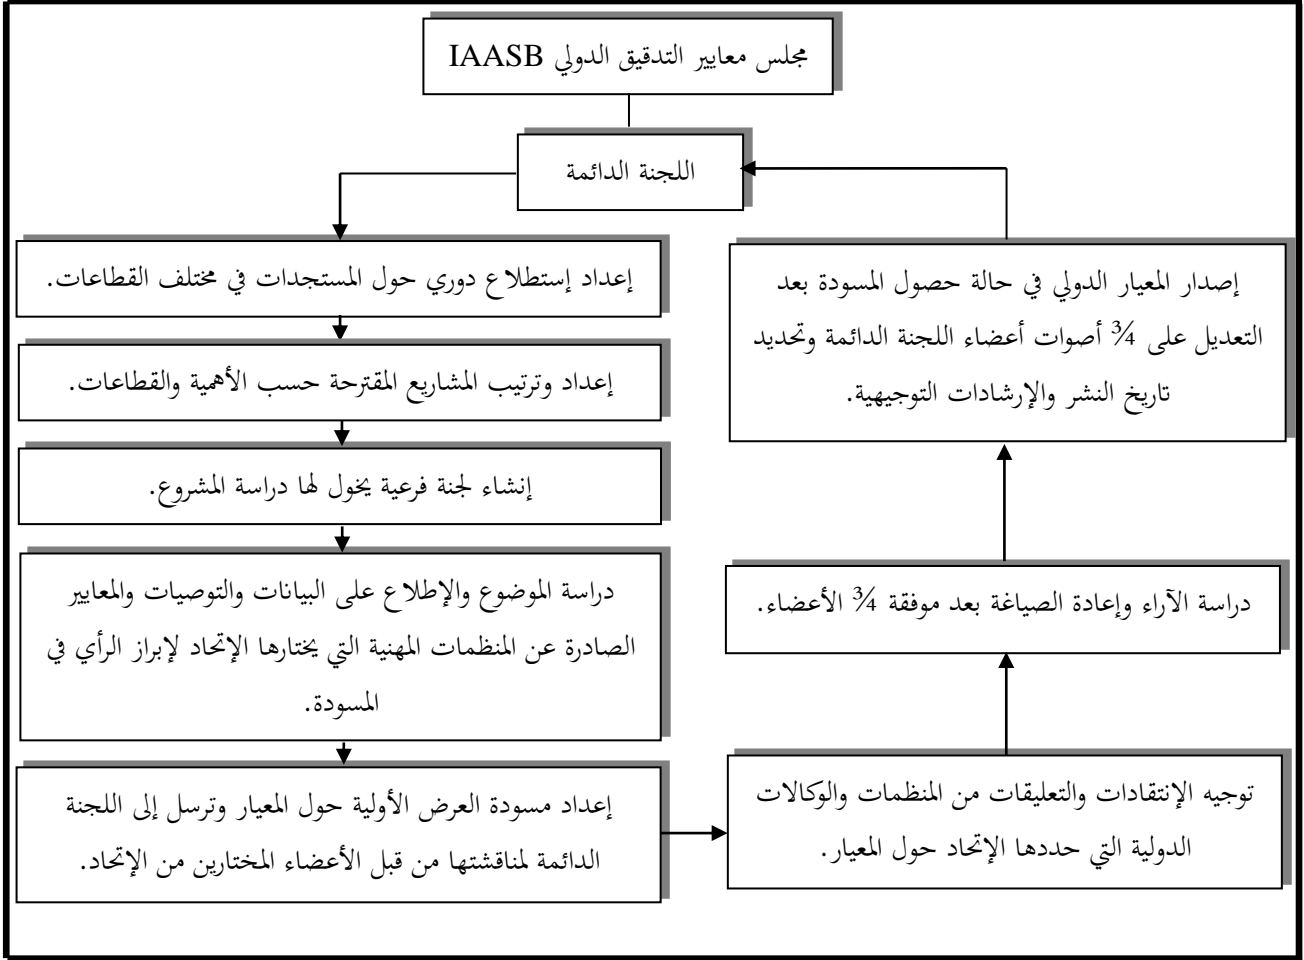 مجلس معايير التدقيق الدولي IAASB
اللجنة الدائمة
إعداد إستطلاع دوري حول المستجدات في مختلف القطاعات.
إعداد وترتيب المشاريع المقترحة حسب الأهمية والقطاعات.
إنشاء لجنة فرعية يخول لها دراسة المشروع.
دراسة الموضوع والإطلاع على البيانات والتوصيات والمعايير
الصادرة عن المنظمات المهنية التي يختارها الإتحاد لإبراز الرأي في
المسودة.
إعداد مسودة العرض الأولية حول المعيار وترسل إلى اللجنة
الدائمة لمناقشتها من قبل الأعضاء المختارين من الإتحاد.
توجيه الإنتقادات والتعليقات من المنظمات والوكالات
الدولية التي حددها الإتحاد حول المعيار.
دراسة الآراء وإعادة الصياغة بعد موفقة ¾ الأعضاء.
إصدار المعيار الدولي في حالة حصول المسودة بعد
التعديل على ¾ أصوات أعضاء اللجنة الدائمة وتحديد
تاريخ النشر والإرشادات التوجيهية.